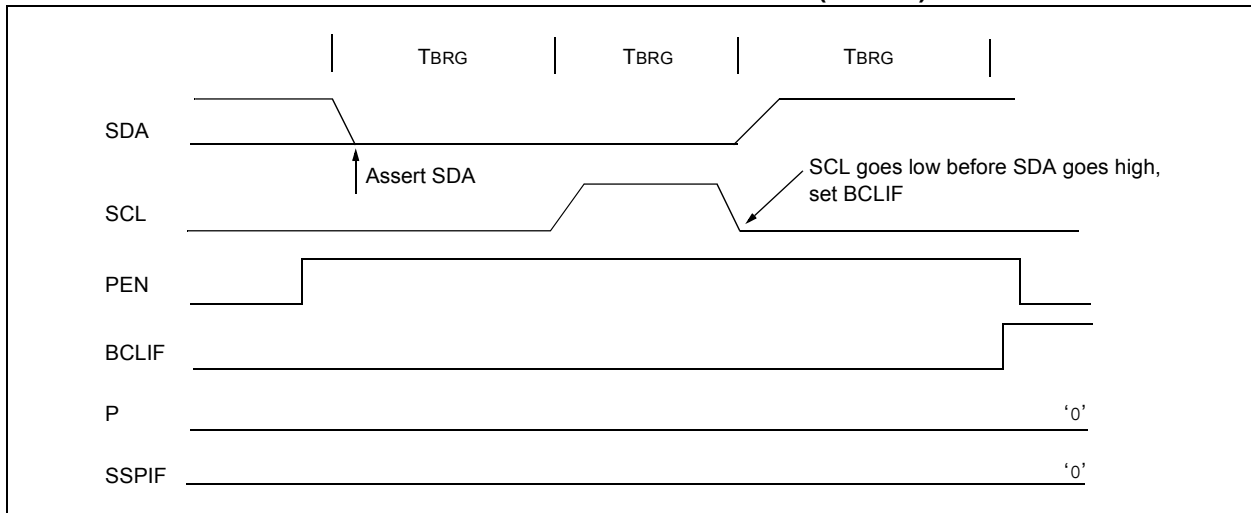 TBRG TBRG TBRG
SDA
Assert SDA
SCL goes low before SDA goes high,
set BCLIF
SCL
PEN
BCLIF
P '0'
SSPIF '0'